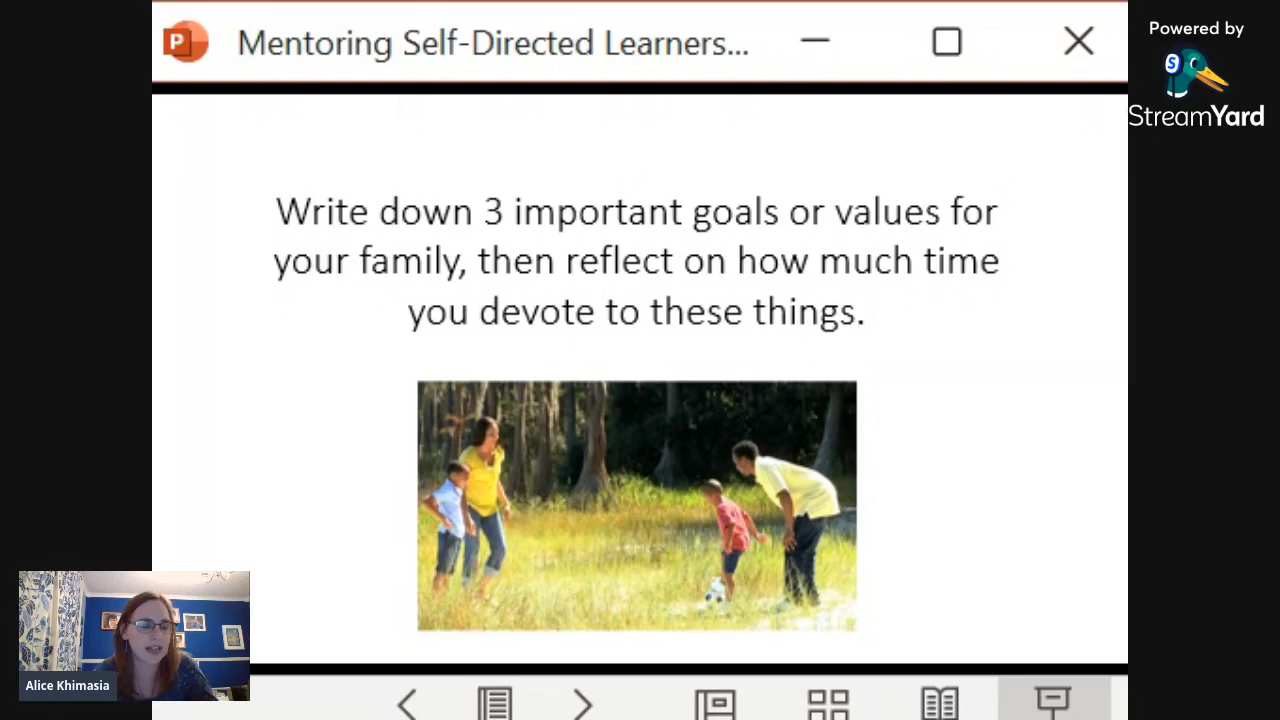 Mentoring Self-Directed Learners...
Powered by
StreamYard
Write down 3 important goals or values for
your family, then reflect on how much time
you devote to these things.
Alice Khimasia